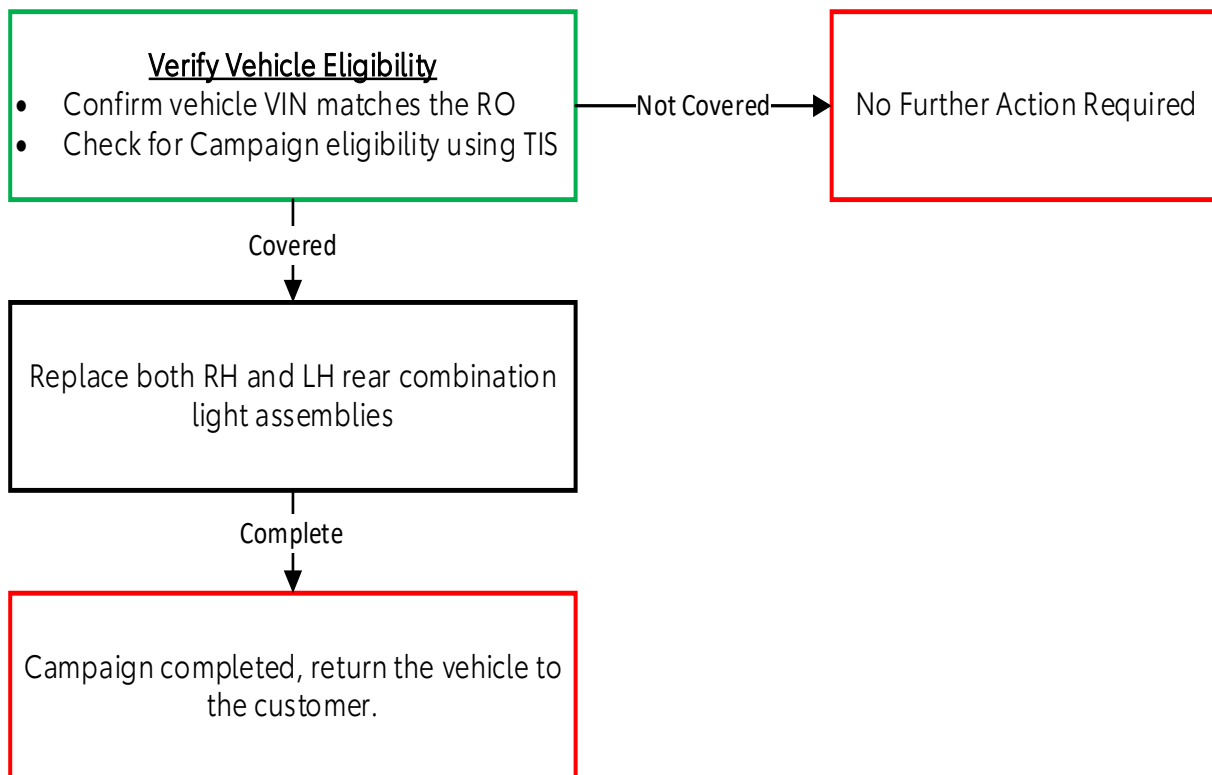 Verify Vehicle Eligibility
• Confirm vehicle VIN matches the RO
• Check for Campaign eligibility using TIS
Not Covered
No Further Action Required
Covered
Replace both RH and LH rear combination
light assemblies
Complete
Campaign completed, return the vehicle to
the customer.